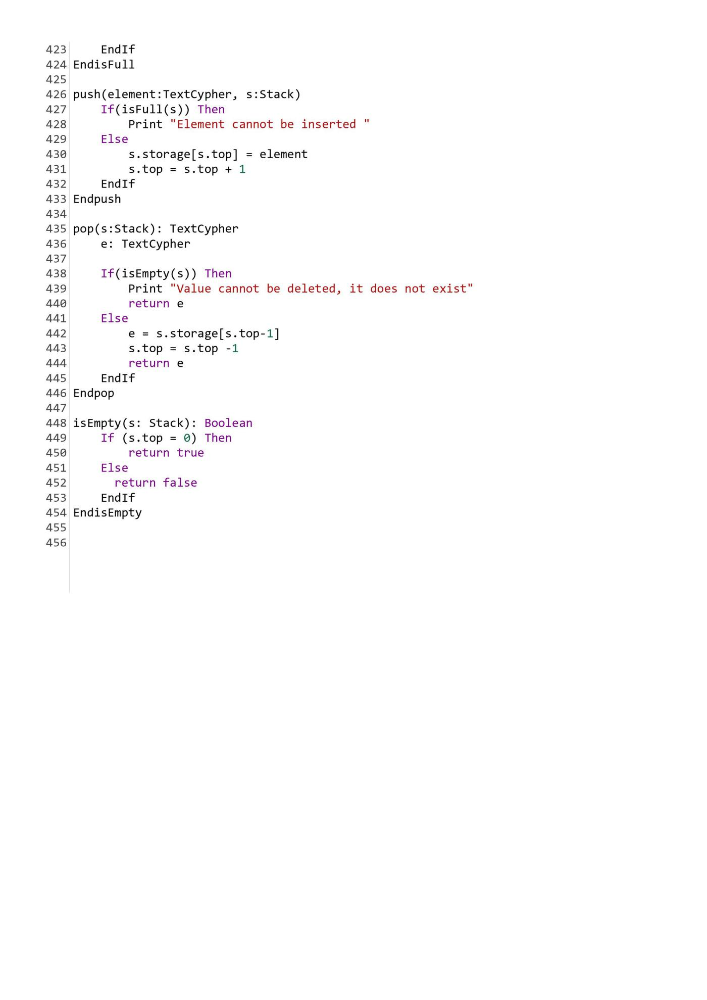 423     EndIf
424 EndisFull
425
426 push(element:TextCypher, s:Stack)
427     If(isFull(s)) Then
428         Print "Element cannot be inserted "
429     Else
430         s.storage[s.top] = element
431         s.top = s.top + 1
432     EndIf
433 Endpush
434
435 pop(s:Stack): TextCypher
436     e: TextCypher
437
438     If(isEmpty(s)) Then
439         Print "Value cannot be deleted, it does not exist"
440         return e
441     Else
442         e = s.storage[s.top-1]
443         s.top = s.top -1
444         return e
445     EndIf
446 Endpop
447
448 isEmpty(s: Stack): Boolean
449     If (s.top = 0) Then
450         return true
451     Else
452       return false
453     EndIf
454 EndisEmpty
455
456